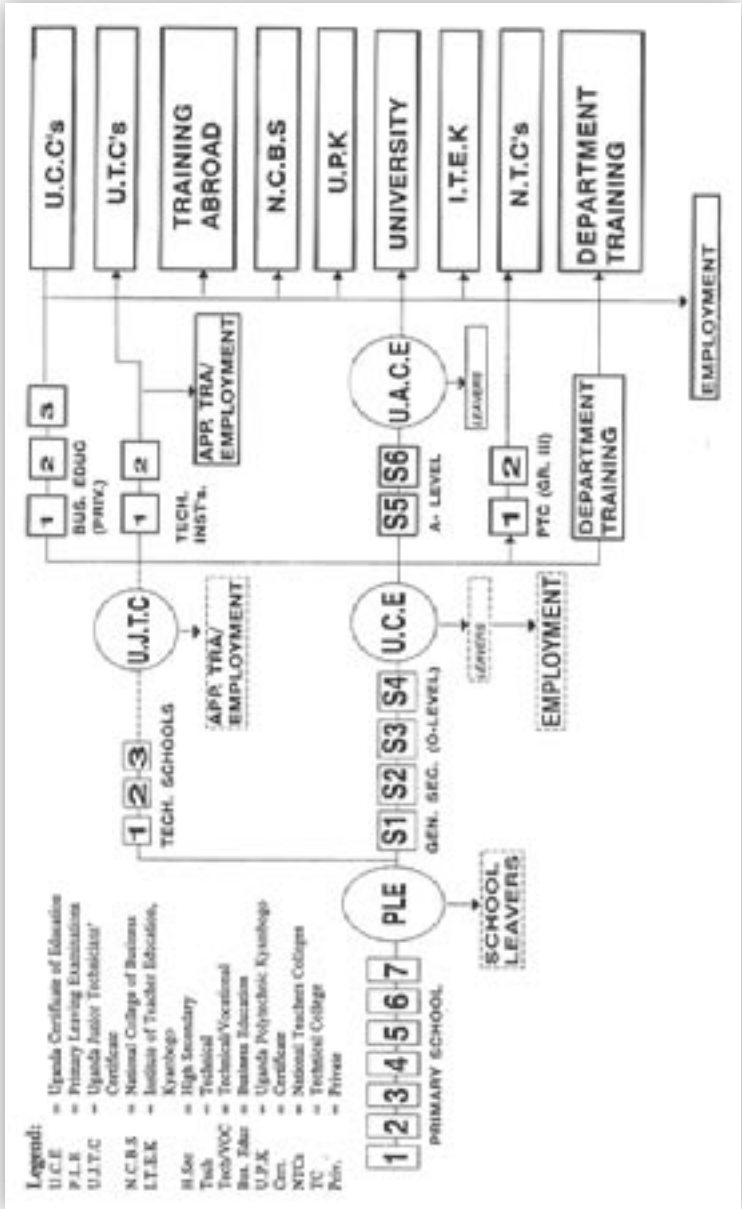 Legend:
U.C.E = Uganda Certificate of Education
P.L.E = Primary Leaving Examinations
U.J.T.C = Uganda Junior Technicians'
Certificate
N.C.B.S = National College of Business
I.T.E.K = Institute of Teacher Education,
Kyambogo
H.Sec = High Secondary
Tech = Technical
Tech/VOC = Technical/Vocational
Bus. Educ = Business Education
U.P.K = Uganda Polytechnic Kyambogo
Cert. = Certificate
NTCs = National Teachers Colleges
TC = Technical College
Priv. = Private
1 2 3 4 5 6 7
PRIMARY SCHOOL
PLE
SCHOOL
LEAVERS
1 2 3
TECH. SCHOOLS
U.J.T.C
APP. TRA/
EMPLOYMENT
S1 S2 S3 S4
GEN. SEC. (O-LEVEL)
U.C.E
LEAVERS
EMPLOYMENT
1 2 3
BUS. EDUC
(PRIV.)
1 2
TECH.
INST's.
APP. TRA/
EMPLOYMENT
S5 S6
A- LEVEL
U.A.C.E
LEAVERS
1 2
PTC (GR. III)
DEPARTMENT
TRAINING
U.C.C's
U.T.C's
TRAINING
ABROAD
N.C.B.S
U.P.K
UNIVERSITY
I.T.E.K
N.T.C's
DEPARTMENT
TRAINING
EMPLOYMENT